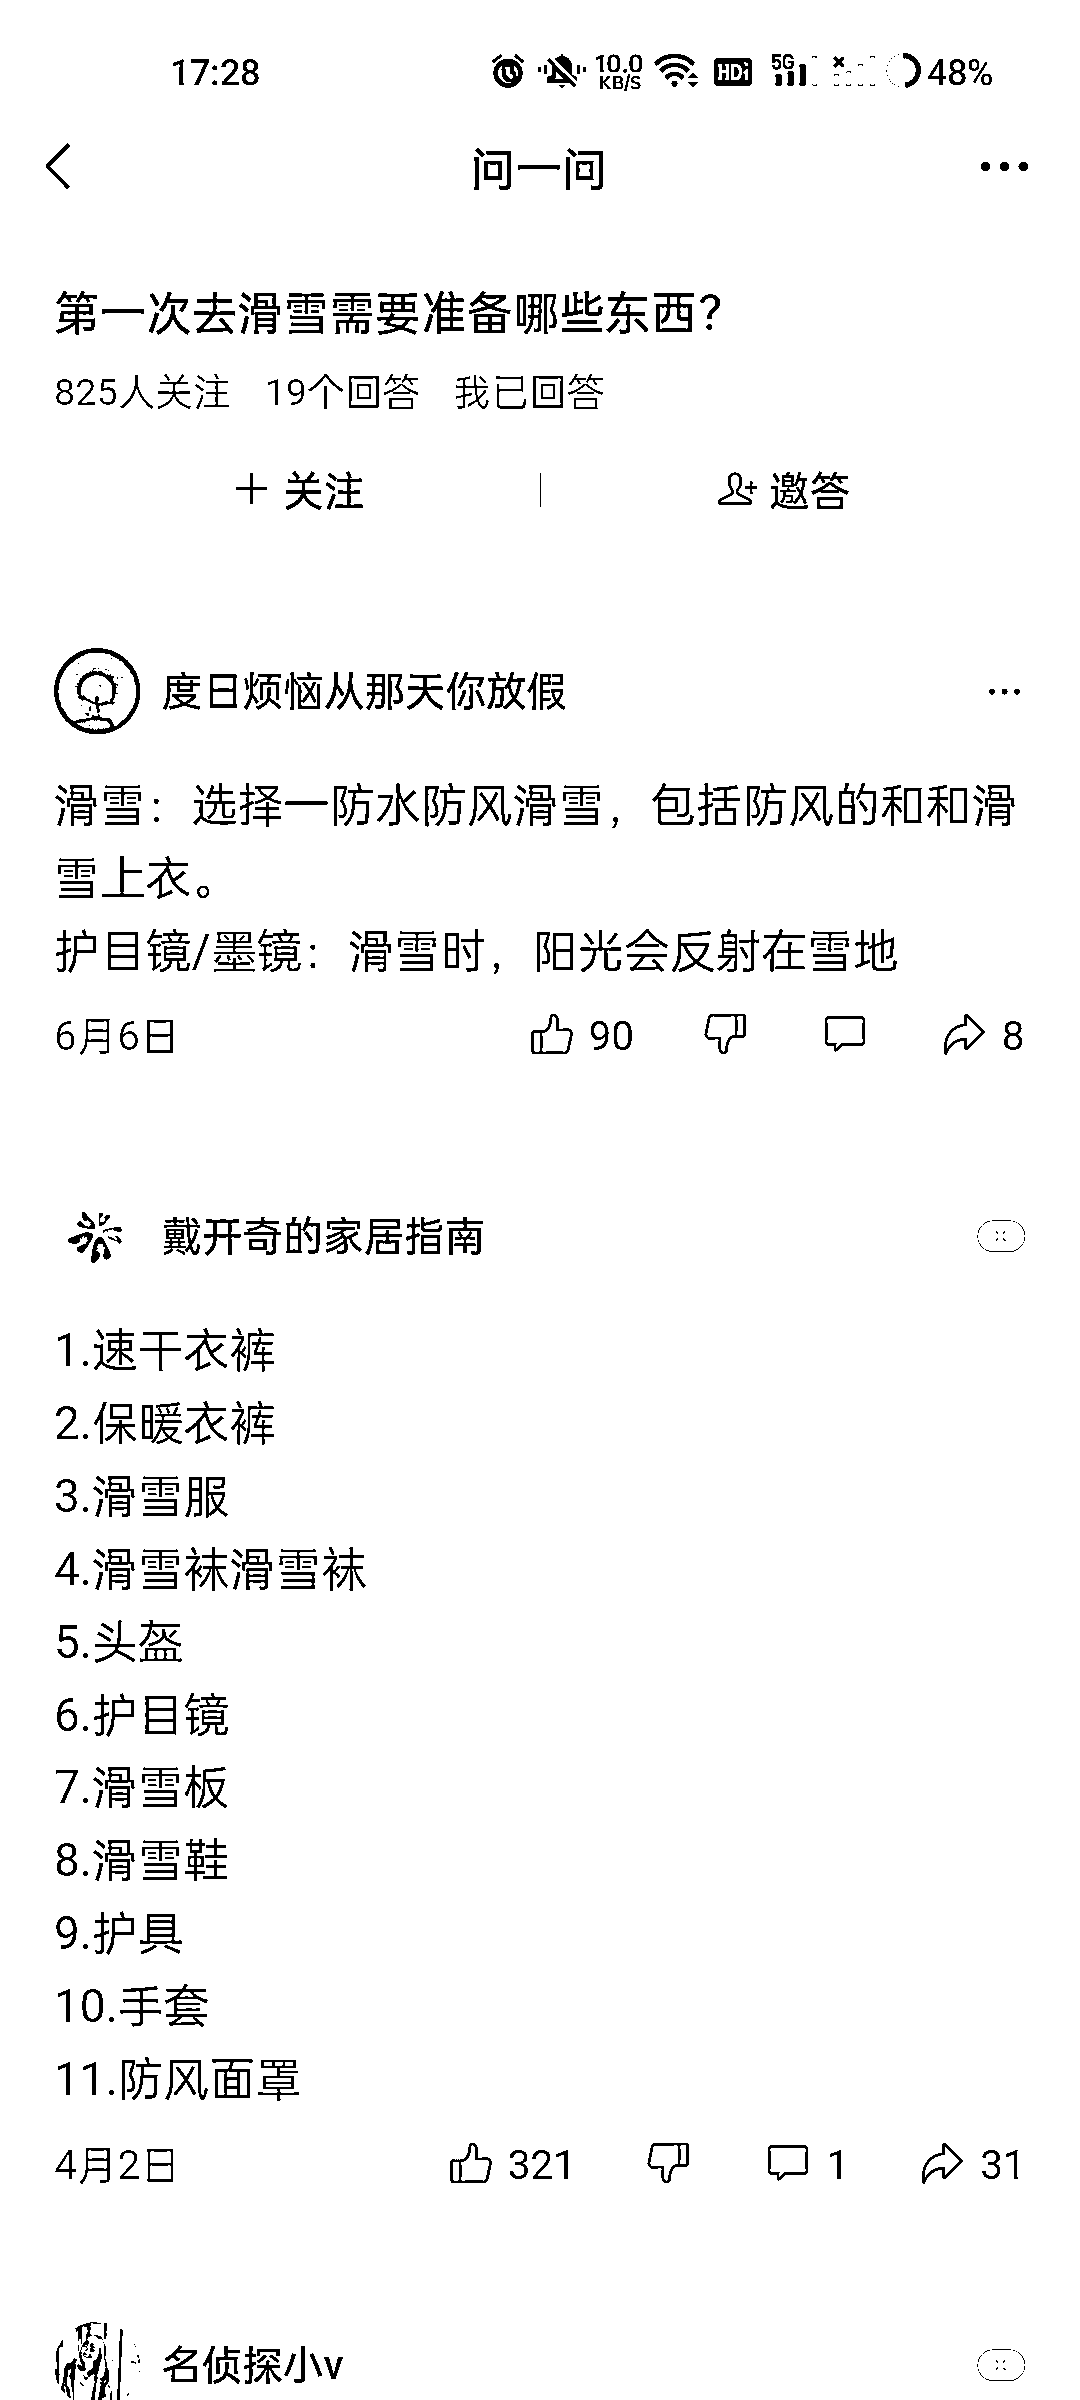 17:28 10.0 KB/S HD 5G 48%
问一问
第一次去滑雪需要准备哪些东西?
825人关注 19个回答 我已回答
关注 邀答
度日烦恼从那天你放假
滑雪：选择一防水防风滑雪，包括防风的和和滑
雪上衣。
护目镜/墨镜：滑雪时，阳光会反射在雪地
6月6日 90 8
戴开奇的家居指南
1.速干衣裤
2.保暖衣裤
3.滑雪服
4.滑雪袜滑雪袜
5.头盔
6.护目镜
7.滑雪板
8.滑雪鞋
9.护具
10.手套
11.防风面罩
4月2日 321 1 31
名侦探小v